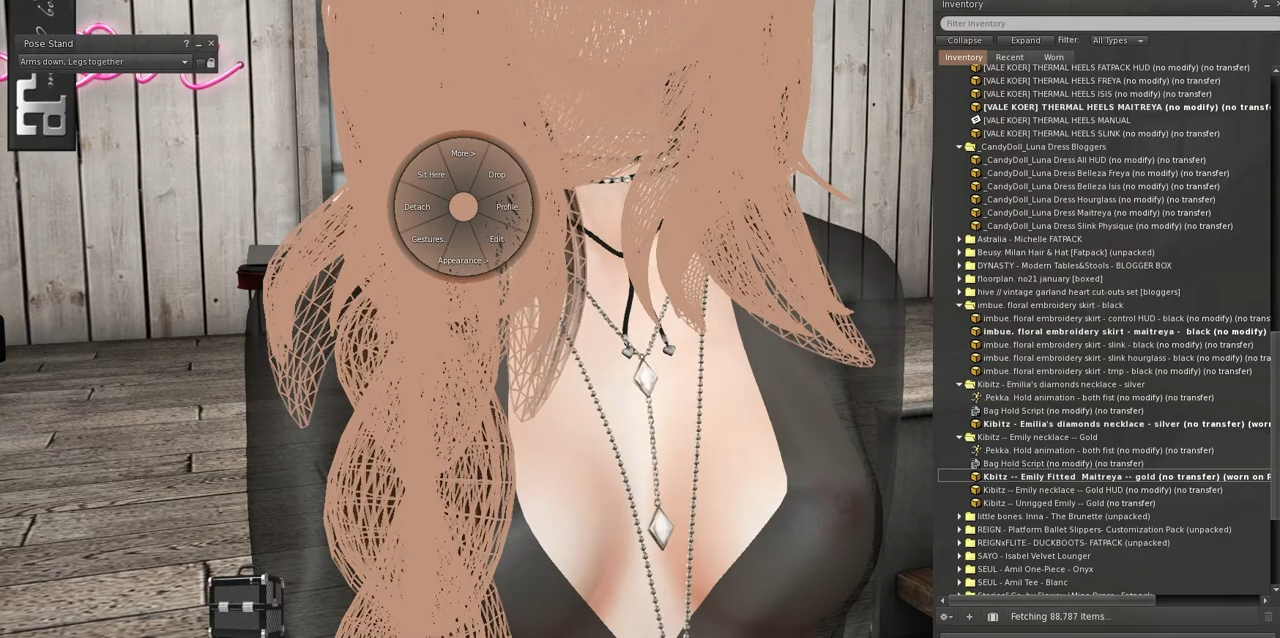 Pose Stand
? _ ×
Arms down, Legs together
More >
Sit Here
Drop
Detach
Profile...
Gestures...
Edit
Appearance >
Inventory
? _ ×
Filter Inventory
Collapse
Expand
Filter:
All Types
Inventory
Recent
Worn
[VALE KOER] THERMAL HEELS FATPACK HUD (no modify) (no transfer)
[VALE KOER] THERMAL HEELS FREYA (no modify) (no transfer)
[VALE KOER] THERMAL HEELS ISIS (no modify) (no transfer)
[VALE KOER] THERMAL HEELS MAITREYA (no modify) (no transf
[VALE KOER] THERMAL HEELS MANUAL
[VALE KOER] THERMAL HEELS SLINK (no modify) (no transfer)
_CandyDoll_Luna Dress Bloggers
_CandyDoll_Luna Dress All HUD (no modify) (no transfer)
_CandyDoll_Luna Dress Belleza Freya (no modify) (no transfer)
_CandyDoll_Luna Dress Belleza Isis (no modify) (no transfer)
_CandyDoll_Luna Dress Hourglass (no modify) (no transfer)
_CandyDoll_Luna Dress Maitreya (no modify) (no transfer)
_CandyDoll_Luna Dress Slink Physique (no modify) (no transfer)
Astralia - Michelle FATPACK
Beusy: Milan Hair & Hat [Fatpack] (unpacked)
DYNASTY - Modern Tables&Stools - BLOGGER BOX
floorplan. no21 january [boxed]
hive // vintage garland heart cut-outs set [bloggers]
imbue. floral embroidery skirt - black
imbue. floral embroidery skirt - control HUD - black (no modify) (no trans
imbue. floral embroidery skirt - maitreya - black (no modify)
imbue. floral embroidery skirt - slink - black (no modify) (no transfer)
imbue. floral embroidery skirt - slink hourglass - black (no modify) (no tra
imbue. floral embroidery skirt - tmp - black (no modify) (no transfer)
Kibitz - Emilia's diamonds necklace - silver
.Pekka. Hold animation - both fist (no modify) (no transfer)
Bag Hold Script (no modify) (no transfer)
Kibitz - Emilia's diamonds necklace - silver (no transfer) (worn
Kibitz -- Emily necklace -- Gold
.Pekka. Hold animation - both fist (no modify) (no transfer)
Bag Hold Script (no modify) (no transfer)
Kbitz -- Emily Fitted Maitreya -- gold (no transfer) (worn on R
Kibitz -- Emily necklace -- Gold HUD (no modify) (no transfer)
Kibitz -- Unrigged Emily -- Gold (no transfer)
little bones. Inna - The Brunette (unpacked)
REIGN.- Platform Ballet Slippers- Customization Pack (unpacked)
REIGNxFLITE - DUCKBOOTS- FATPACK (unpacked)
SAYO - Isabel Velvet Lounger
SEUL - Amil One-Piece - Onyx
SEUL - Amil Tee - Blanc
Fetching 88,787 Items...